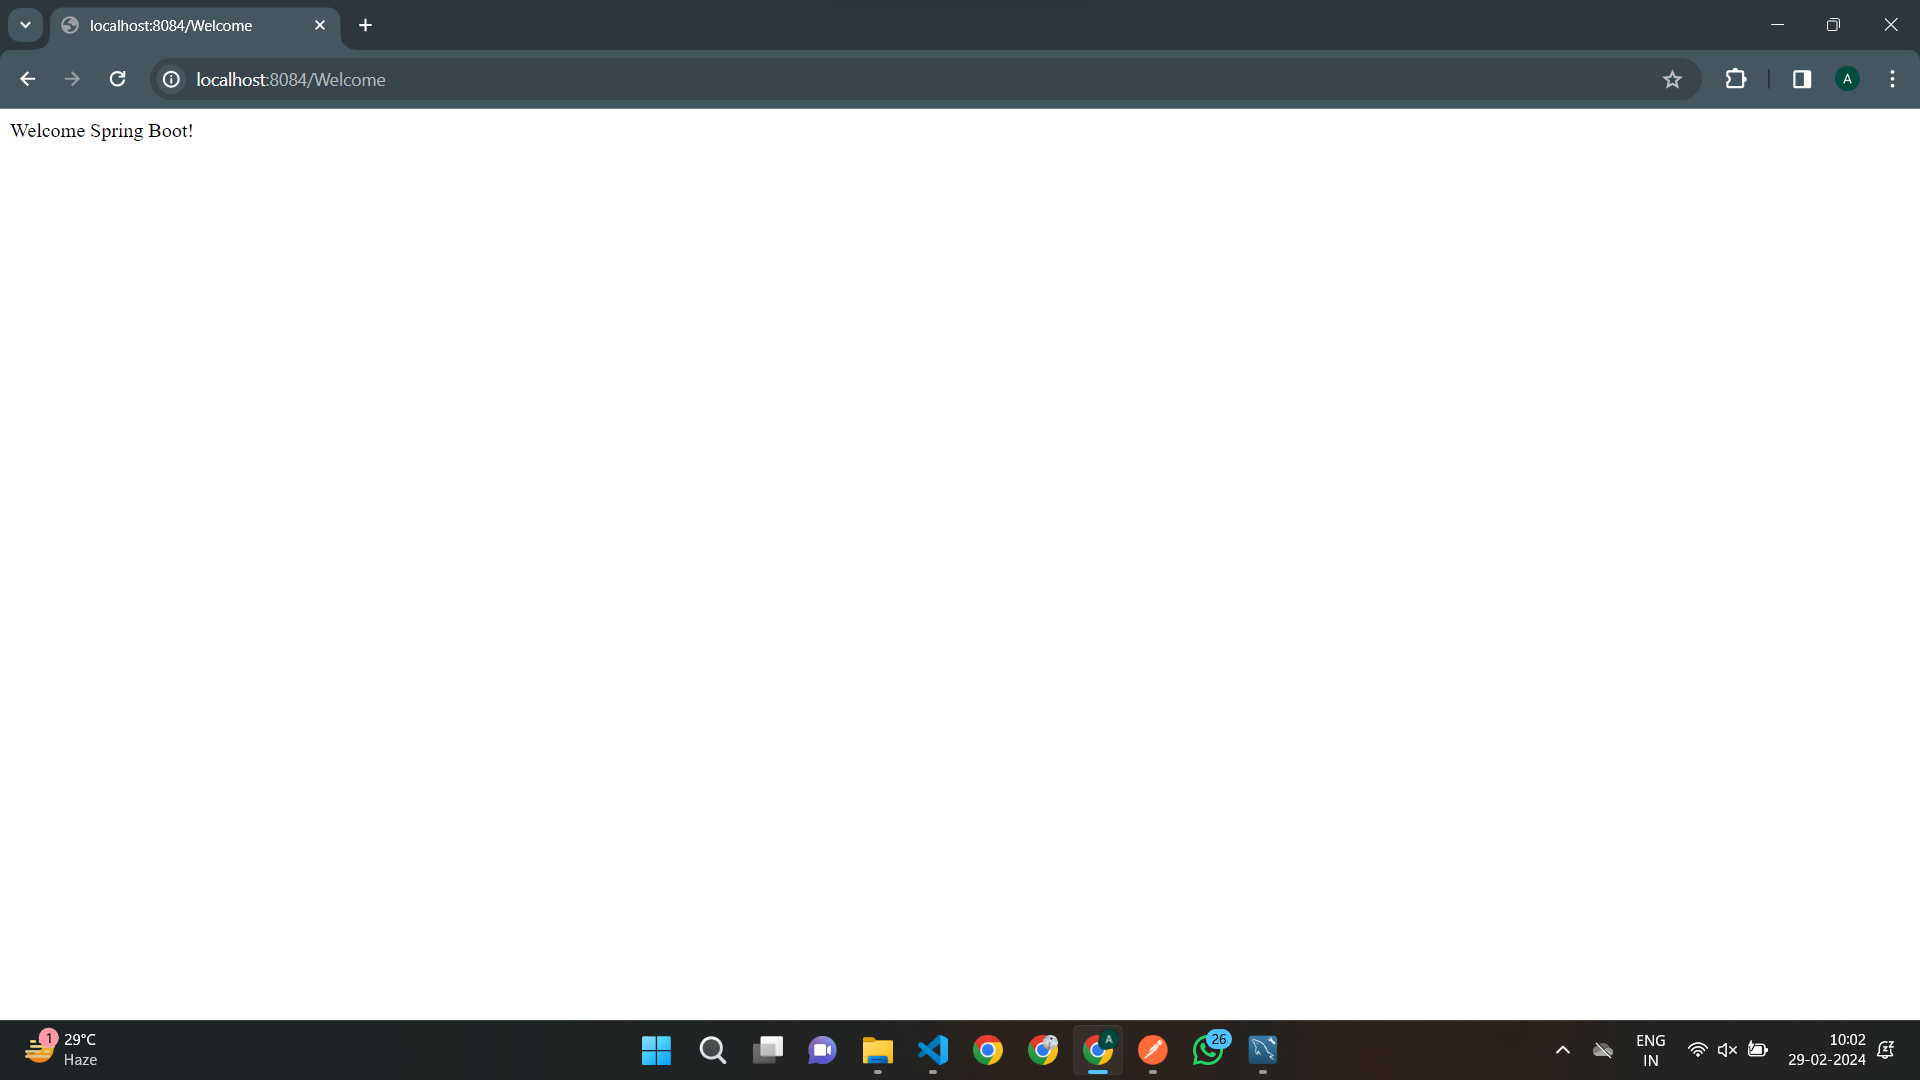 localhost:8084/Welcome
localhost:8084/Welcome
A
Welcome Spring Boot!
1
29°C
Haze
A
26
ENG
IN
10:02
29-02-2024